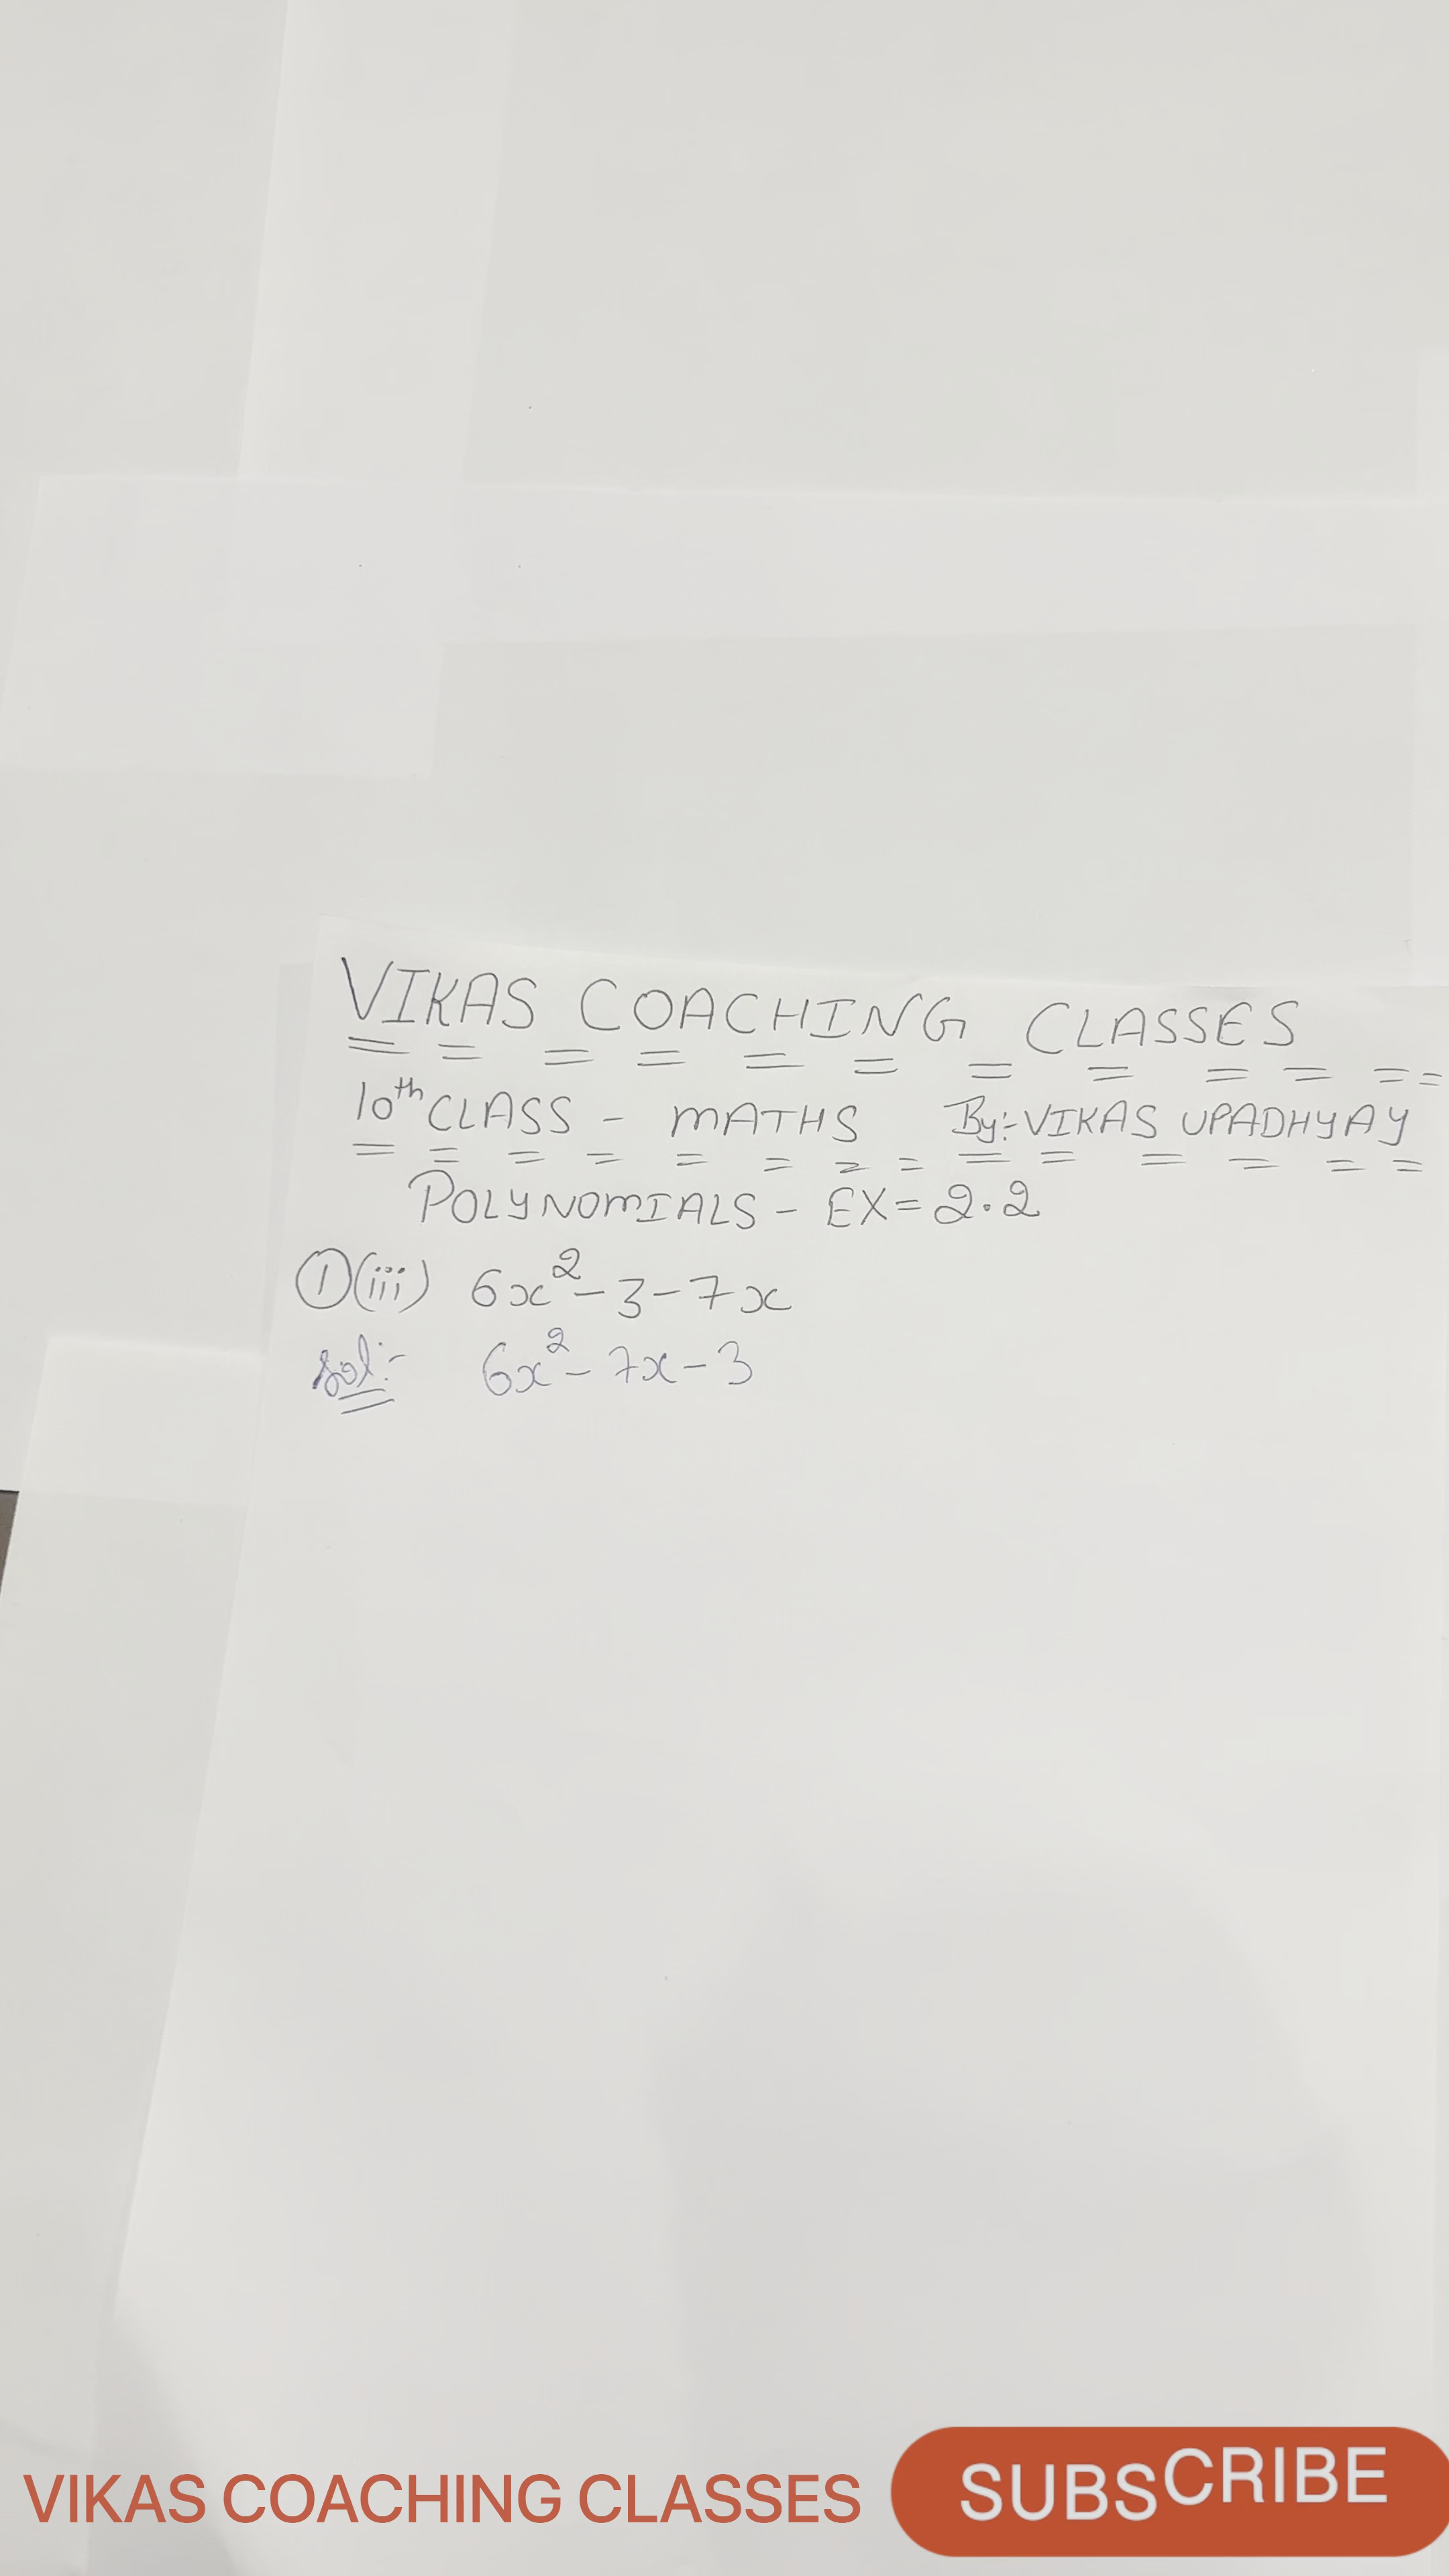 VIKAS COACHING CLASSES
10th CLASS - MATHS By:- VIKAS UPADHYAY
POLYNOMIALS - EX = 2.2
①(iii) 6x² - 3 - 7x
Sol:- 6x² - 7x - 3
VIKAS COACHING CLASSES SUBSCRIBE